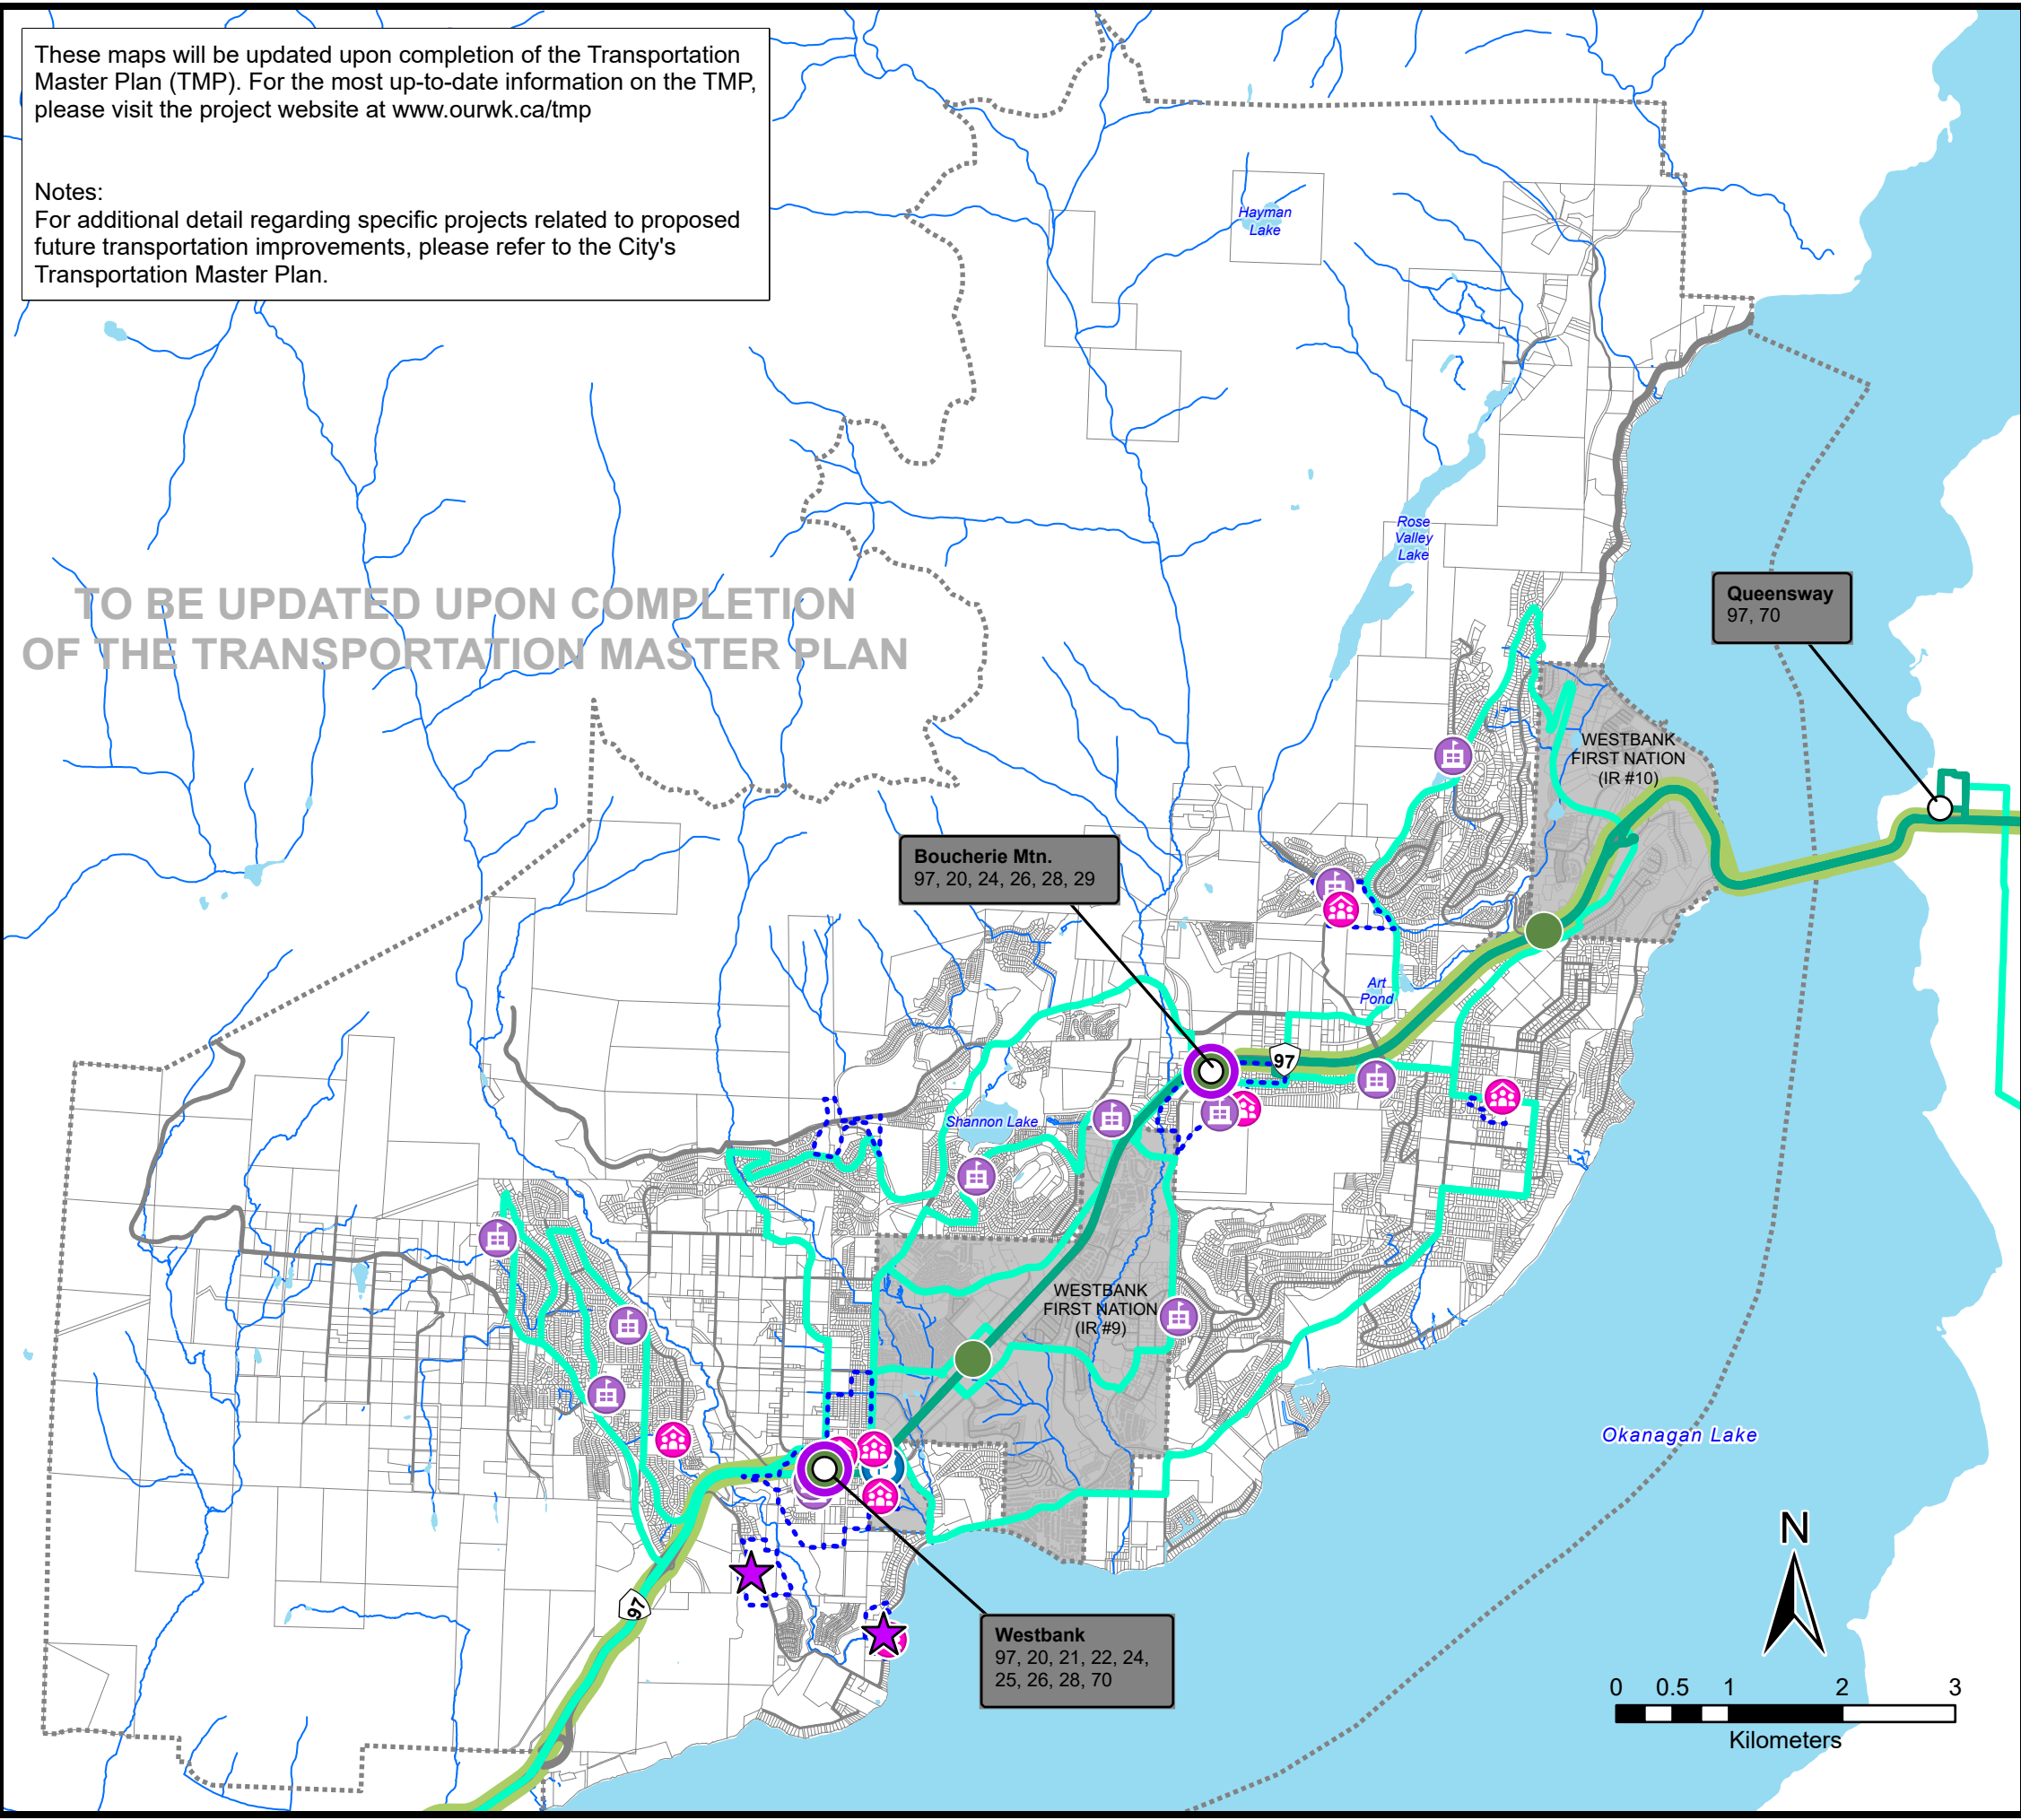 These maps will be updated upon completion of the Transportation
Master Plan (TMP). For the most up-to-date information on the TMP,
please visit the project website at www.ourwk.ca/tmp
Notes:
For additional detail regarding specific projects related to proposed
future transportation improvements, please refer to the City's
Transportation Master Plan.
Hayman
Lake
Rose
Valley
Lake
TO BE UPDATED UPON COMPLETION
OF THE TRANSPORTATION MASTER PLAN
Queensway
97, 70
WESTBANK
FIRST NATION
(IR #10)
Boucherie Mtn.
97, 20, 24, 26, 28, 29
Art
Pond
97
Shannon Lake
WESTBANK
FIRST NATION
(IR #9)
Okanagan Lake
N
97
Westbank
97, 20, 21, 22, 24,
25, 26, 28, 70
0 0.5 1 2 3
Kilometers